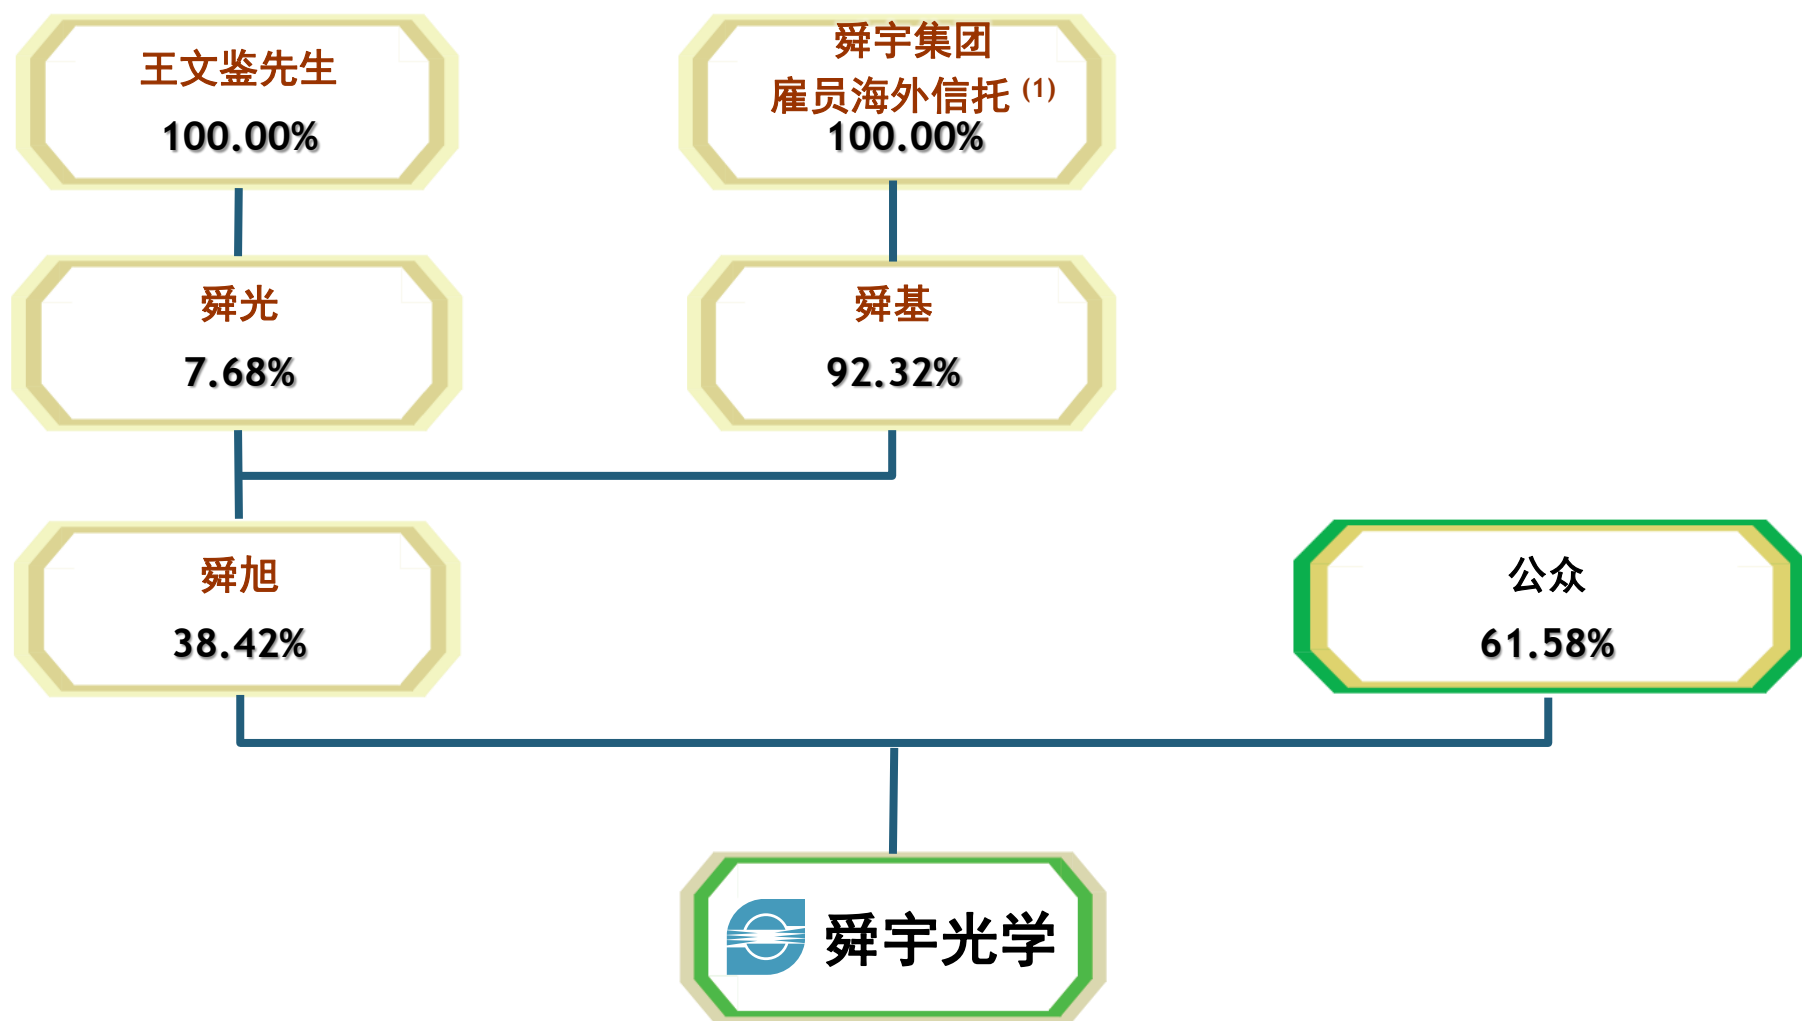 王文鉴先生
100.00%
舜宇集团
雇员海外信托 (1)
100.00%
舜光
7.68%
舜基
92.32%
舜旭
38.42%
公众
61.58%
舜宇光学